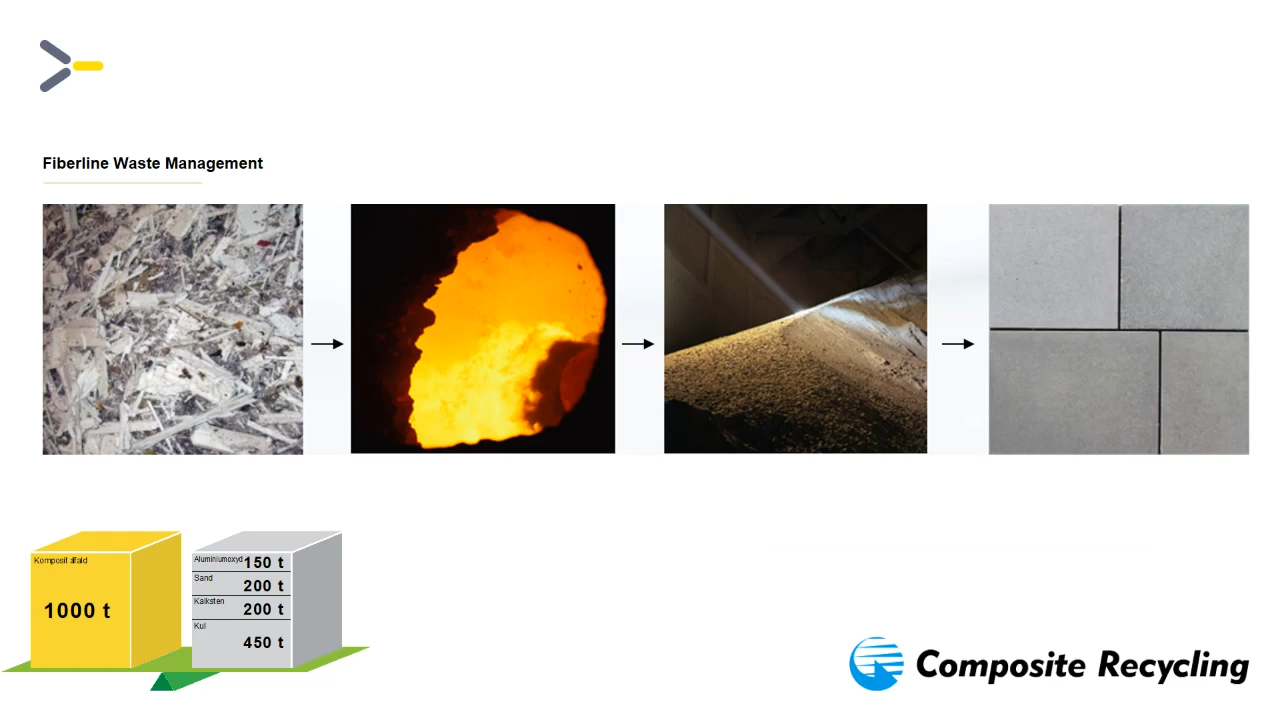 Fiberline Waste Management
Komposit affald
1000 t
Aluminiumoxyd 150 t
Sand
200 t
Kalksten
200 t
Kul
450 t
Composite Recycling